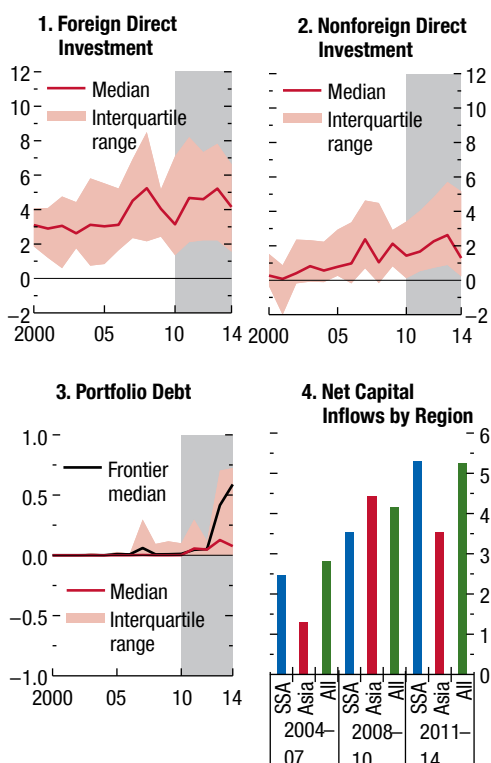 1. Foreign Direct
Investment
12
10
8
6
4
2
0
−2
Median
Interquartile
range
2000
05
10
14
2. Nonforeign Direct
Investment
12
10
8
6
4
2
0
−2
Median
Interquartile
range
2000
05
10
14
3. Portfolio Debt
1.0
0.5
0.0
−0.5
−1.0
Frontier
median
Median
Interquartile
range
2000
05
10
14
4. Net Capital
Inflows by Region
6
5
4
3
2
1
0
SSA
Asia
All
SSA
Asia
All
SSA
Asia
All
2004–
07
2008–
10
2011–
14